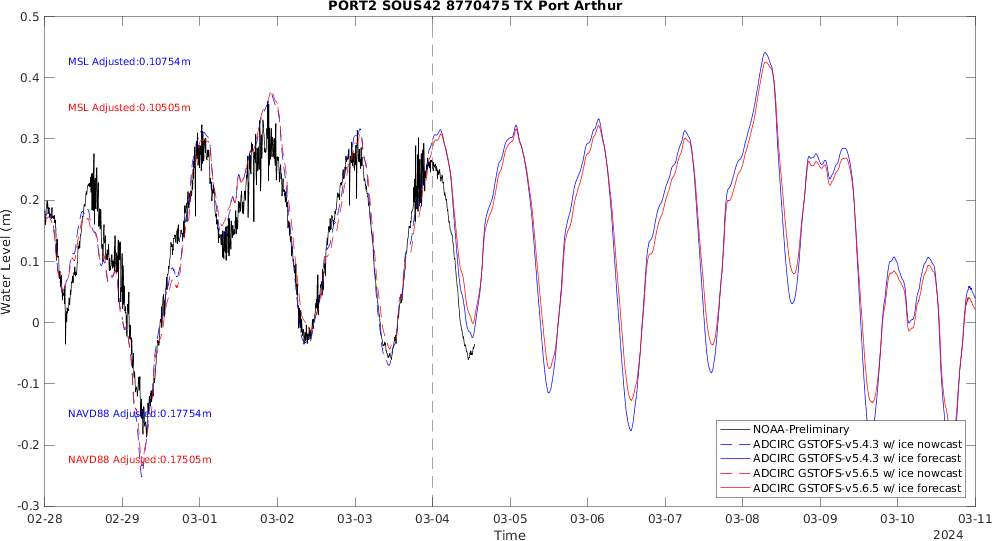 PORT2 SOUS42 8770475 TX Port Arthur
0.5
0.4
0.3
0.2
0.1
0
-0.1
-0.2
-0.3
Water Level (m)
MSL Adjusted:0.10754m
MSL Adjusted:0.10505m
NAVD88 Adjusted:0.17754m
NAVD88 Adjusted:0.17505m
NOAA-Preliminary
ADCIRC GSTOFS-v5.4.3 w/ ice nowcast
ADCIRC GSTOFS-v5.4.3 w/ ice forecast
ADCIRC GSTOFS-v5.6.5 w/ ice nowcast
ADCIRC GSTOFS-v5.6.5 w/ ice forecast
02-28 02-29 03-01 03-02 03-03 03-04 03-05 03-06 03-07 03-08 03-09 03-10 03-11
Time
2024